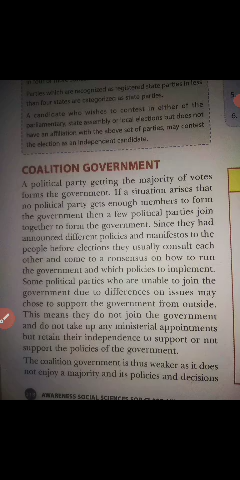 Parties which are recognized as registered state parties in less
then four states are categorized as state parties.
A candidate who wishes to contest in either of the
parliamentary, state assembly or local elections but does not
have an affiliation with the above set of parties, may contest
the election as an independent candidate.
COALITION GOVERNMENT
A political party getting the majority of votes
forms the government. If a situation arises that
no political party gets enough members to form
the government then a few political parties join
together to form the government. Since they had
announced different policies and manifestos to the
people before elections they usually consult each
other and come to a consensus on how to run
the government and which policies to implement.
Some political parties who are unable to join the
government due to differences on issues may
chose to support the government from outside.
This means they do not join the government
and do not take up any ministerial appointments
but retain their independence to support or not
support the policies of the government.
The coalition government is thus weaker as it does
not enjoy a majority and its policies and decisions
AWARENESS SOCIAL SCIENCES
6.